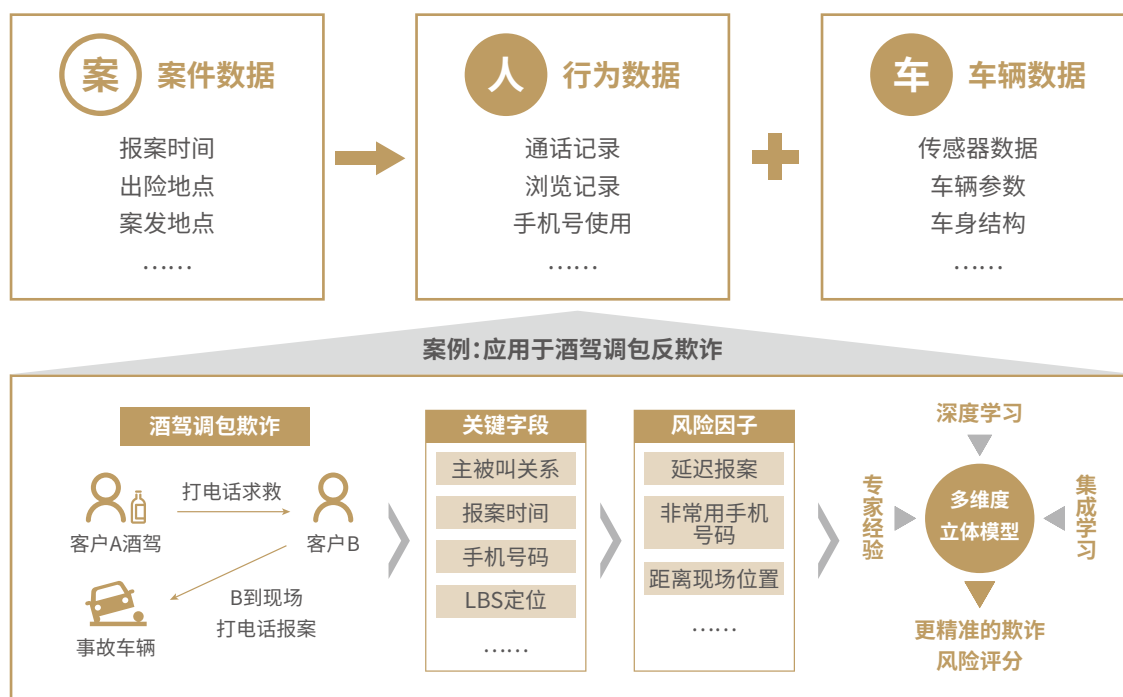 案 案件数据
报案时间
出险地点
案发地点
……
人 行为数据
通话记录
浏览记录
手机号使用
……
车 车辆数据
传感器数据
车辆参数
车身结构
……
案例:应用于酒驾调包反欺诈
酒驾调包欺诈
打电话求救
客户A酒驾
客户B
B到现场
打电话报案
事故车辆
关键字段
主被叫关系
报案时间
手机号码
LBS定位
……
风险因子
延迟报案
非常用手机
号码
距离现场位置
……
深度学习
专家经验
多维度
立体模型
集成学习
更精准的欺诈
风险评分